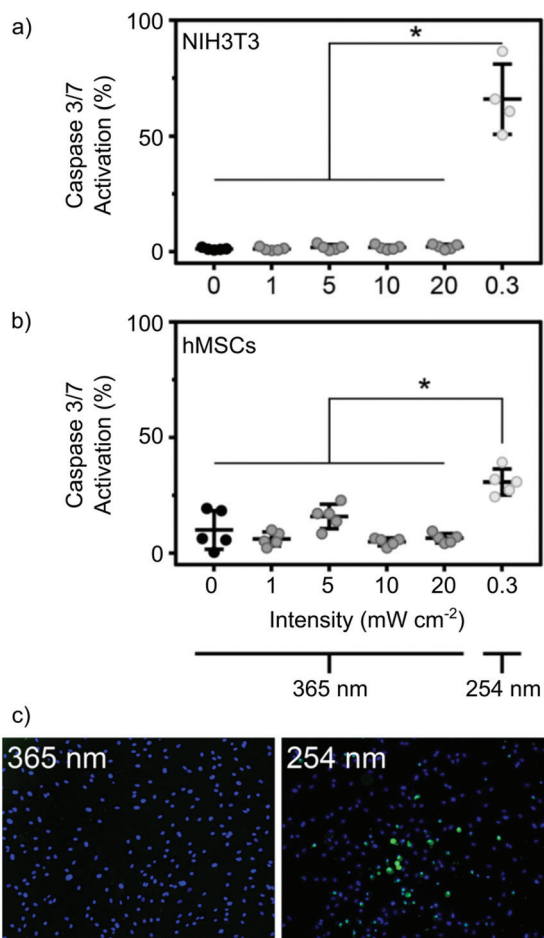 a)
NIH3T3
*
Caspase 3/7
Activation (%)
100
50
0
0 1 5 10 20 0.3
b)
hMSCs
*
Caspase 3/7
Activation (%)
100
50
0
0 1 5 10 20 0.3
Intensity (mW cm⁻²)
365 nm 254 nm
c)
365 nm 254 nm